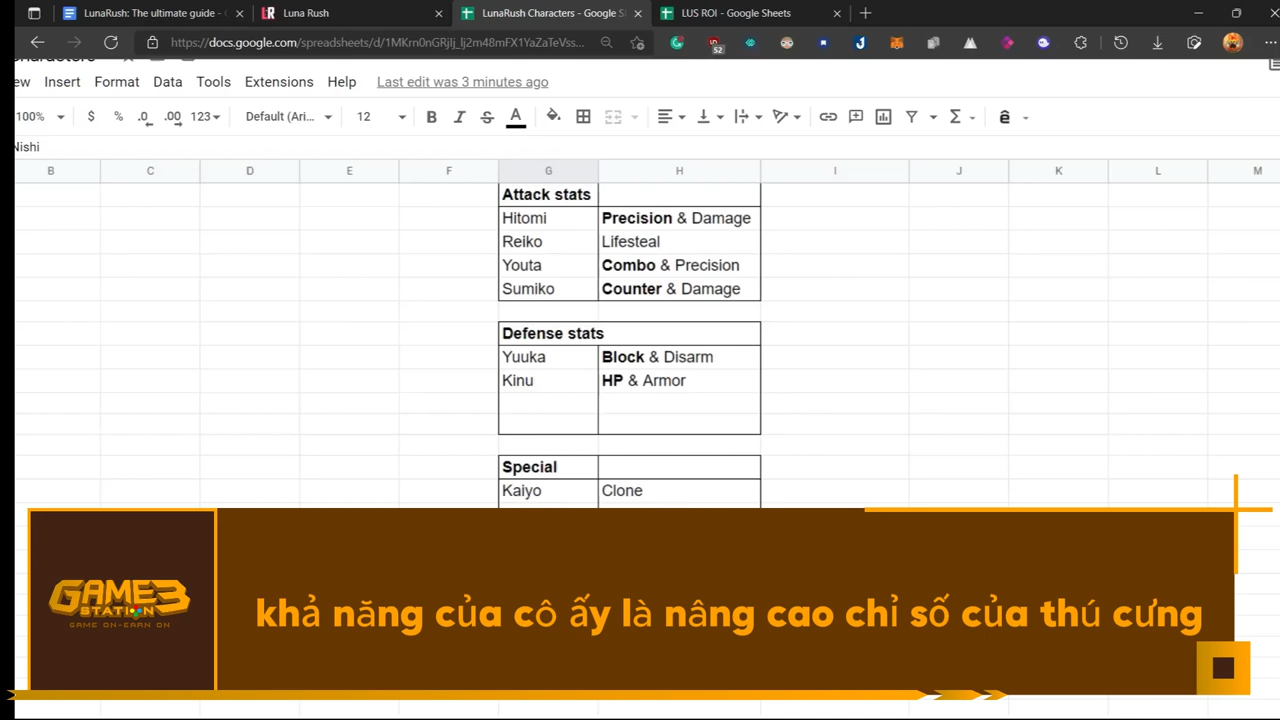 LunaRush: The ultimate guide -
Luna Rush
LunaRush Characters - Google S
LUS ROI - Google Sheets
https://docs.google.com/spreadsheets/d/1MKrn0nGRjIj_lj2m48mFX1YaZaTeVss...
52
ew Insert Format Data Tools Extensions Help Last edit was 3 minutes ago
100% $ % .0 .00 123 Default (Ari... 12 B I S A
Nishi
B C D E F G H I J K L M
Attack stats
Hitomi Precision & Damage
Reiko Lifesteal
Youta Combo & Precision
Sumiko Counter & Damage
Defense stats
Yuuka Block & Disarm
Kinu HP & Armor
Special
Kaiyo Clone
GAME3
STATION
GAME ON-EARN ON
khả năng của cô ấy là nâng cao chỉ số của thú cưng